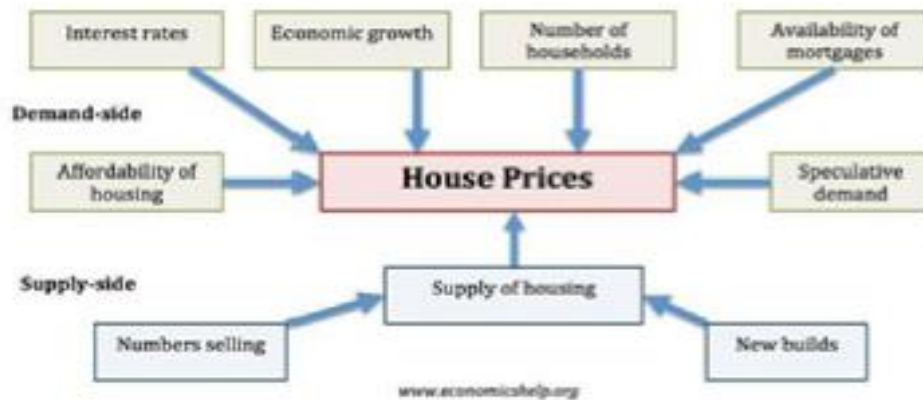 Interest rates
Economic growth
Number of
households
Availability of
mortgages
Demand-side
Affordability of
housing
House Prices
Speculative
demand
Supply-side
Supply of housing
Numbers selling
New builds
www.economicshelp.org